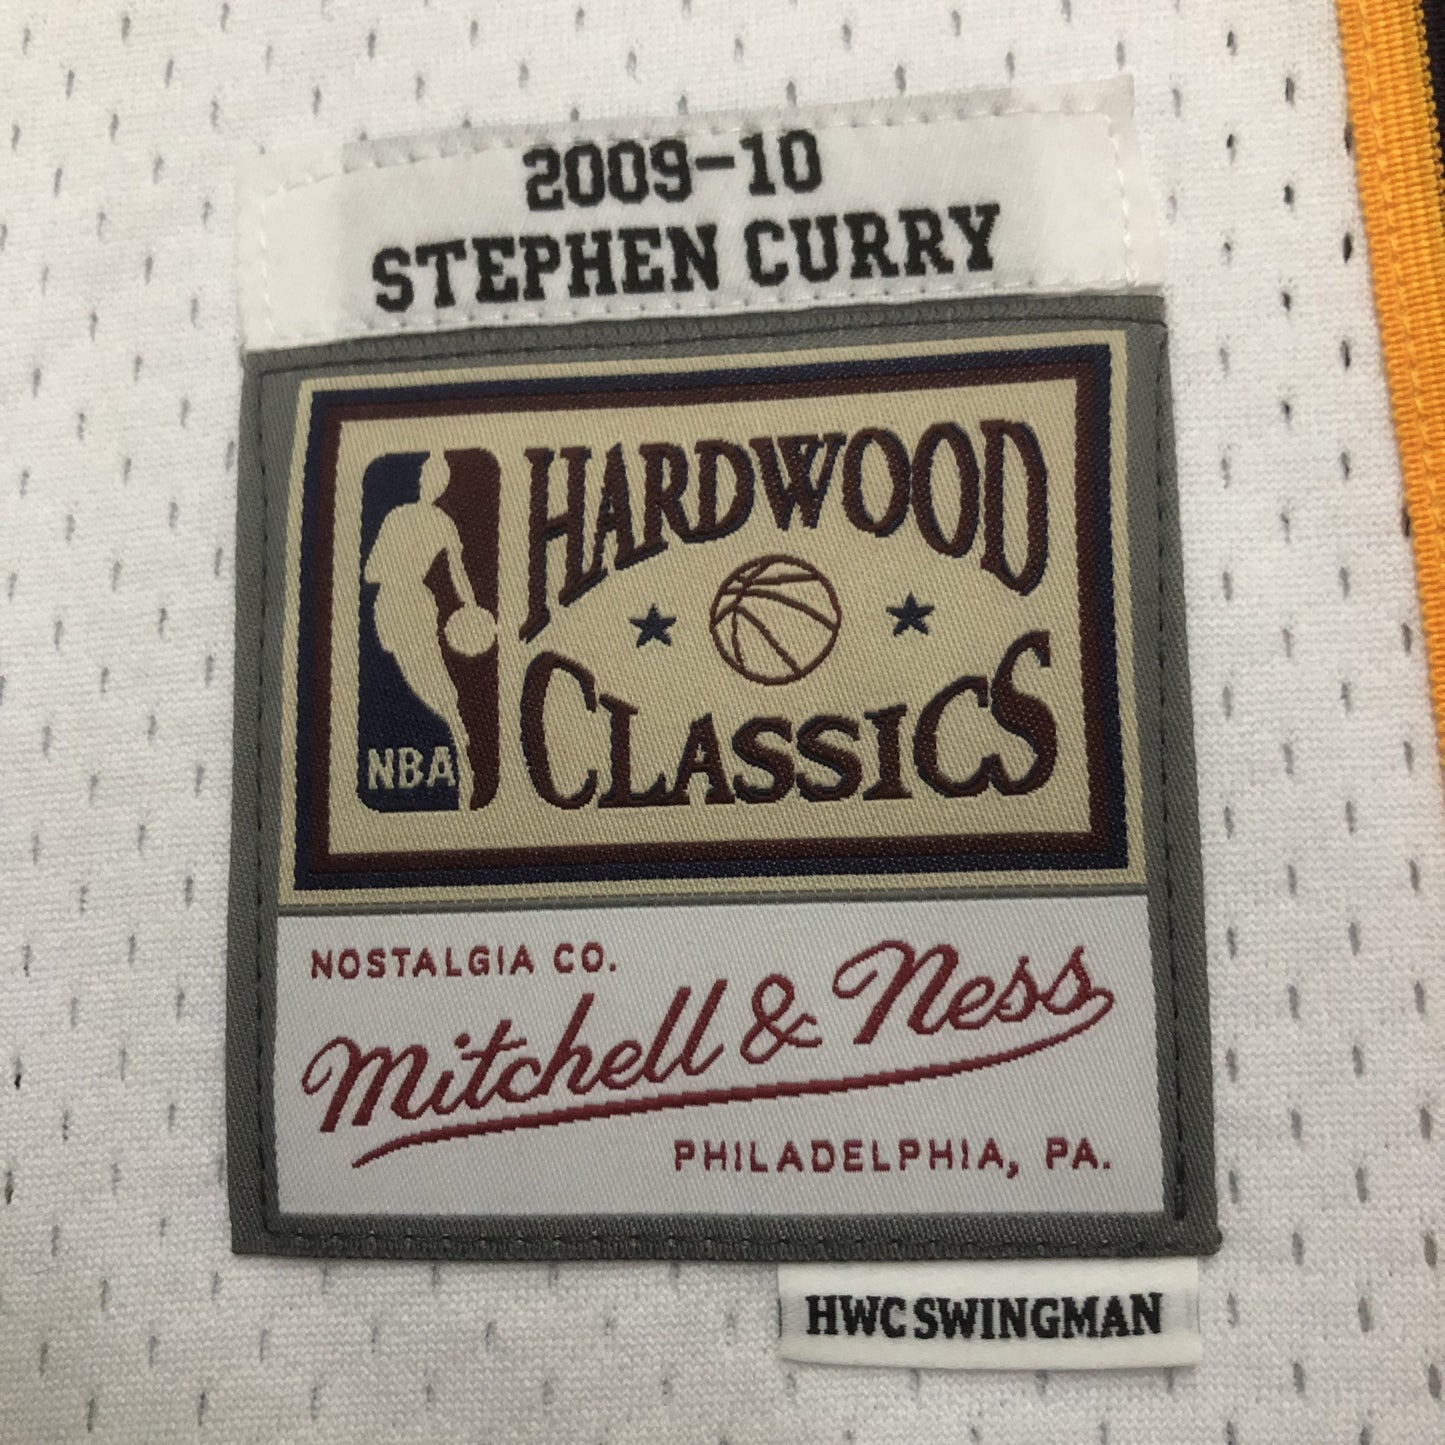 2009-10
STEPHEN CURRY
HARDWOOD
CLASSICS
NBA
NOSTALGIA CO.
Mitchell & Ness
PHILADELPHIA, PA.
HWC SWINGMAN